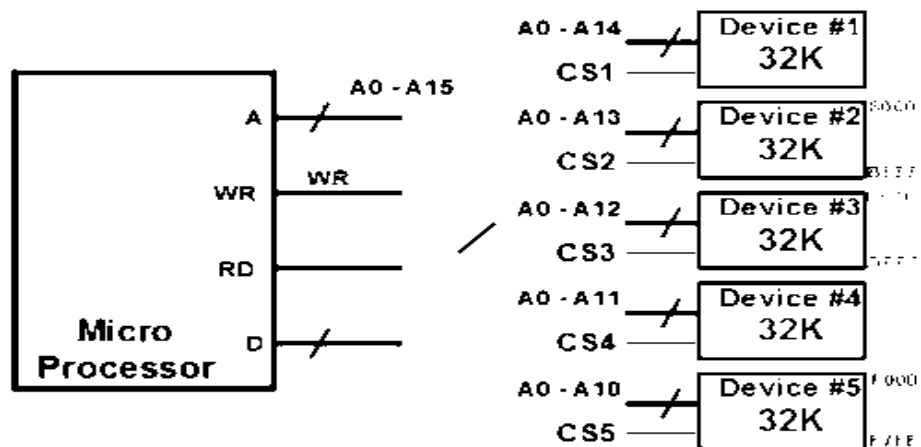 A0 - A15
A
WR
WR
RD
D
Micro
Processor
A0 - A14
CS1
Device #1
32K
A0 - A13
CS2
Device #2
32K
A0 - A12
CS3
Device #3
32K
A0 - A11
CS4
Device #4
32K
A0 - A10
CS5
Device #5
32K